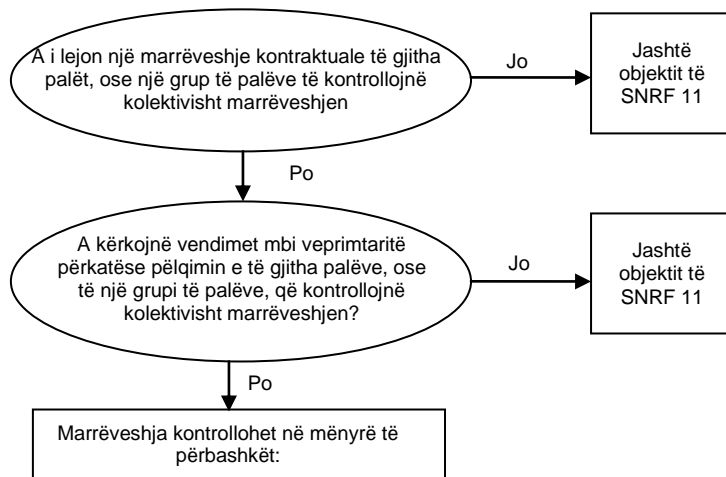 A i lejon një marrëveshje kontraktuale të gjitha
palët, ose një grup të palëve të kontrollojnë
kolektivisht marrëveshjen
Jo
Jashtë
objektit të
SNRF 11
Po
A kërkojnë vendimet mbi veprimtaritë
përkatëse pëlqimin e të gjitha palëve, ose
të një grupi të palëve, që kontrollojnë
kolektivisht marrëveshjen?
Jo
Jashtë
objektit të
SNRF 11
Po
Marrëveshja kontrollohet në mënyrë të
përbashkët: